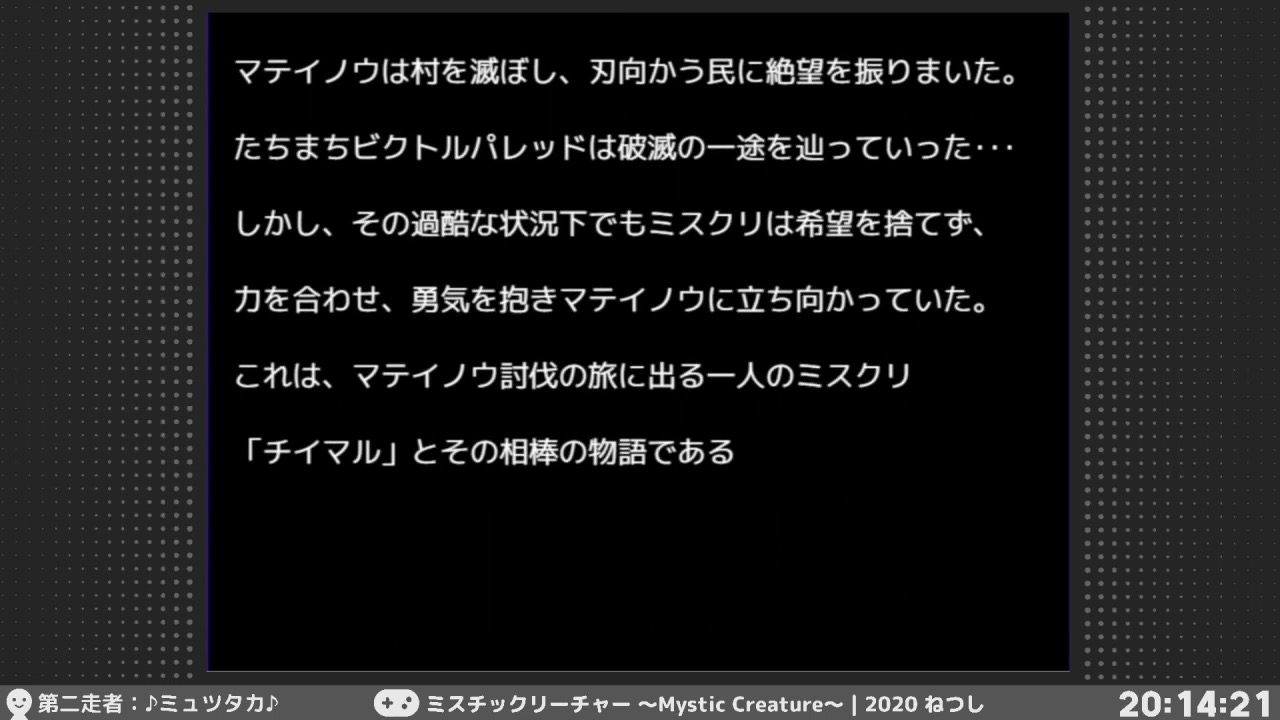 マテイノウは村を滅ぼし、刃向かう民に絶望を振りまいた。
たちまちビクトルパレッドは破滅の一途を辿っていった･･･
しかし、その過酷な状況下でもミスクリは希望を捨てず、
力を合わせ、勇気を抱きマテイノウに立ち向かっていた。
これは、マテイノウ討伐の旅に出る一人のミスクリ
「チイマル」とその相棒の物語である
第二走者：♪ミュツタカ♪
ミスチックリーチャー ～Mystic Creature～ | 2020 ねつし
20:14:21